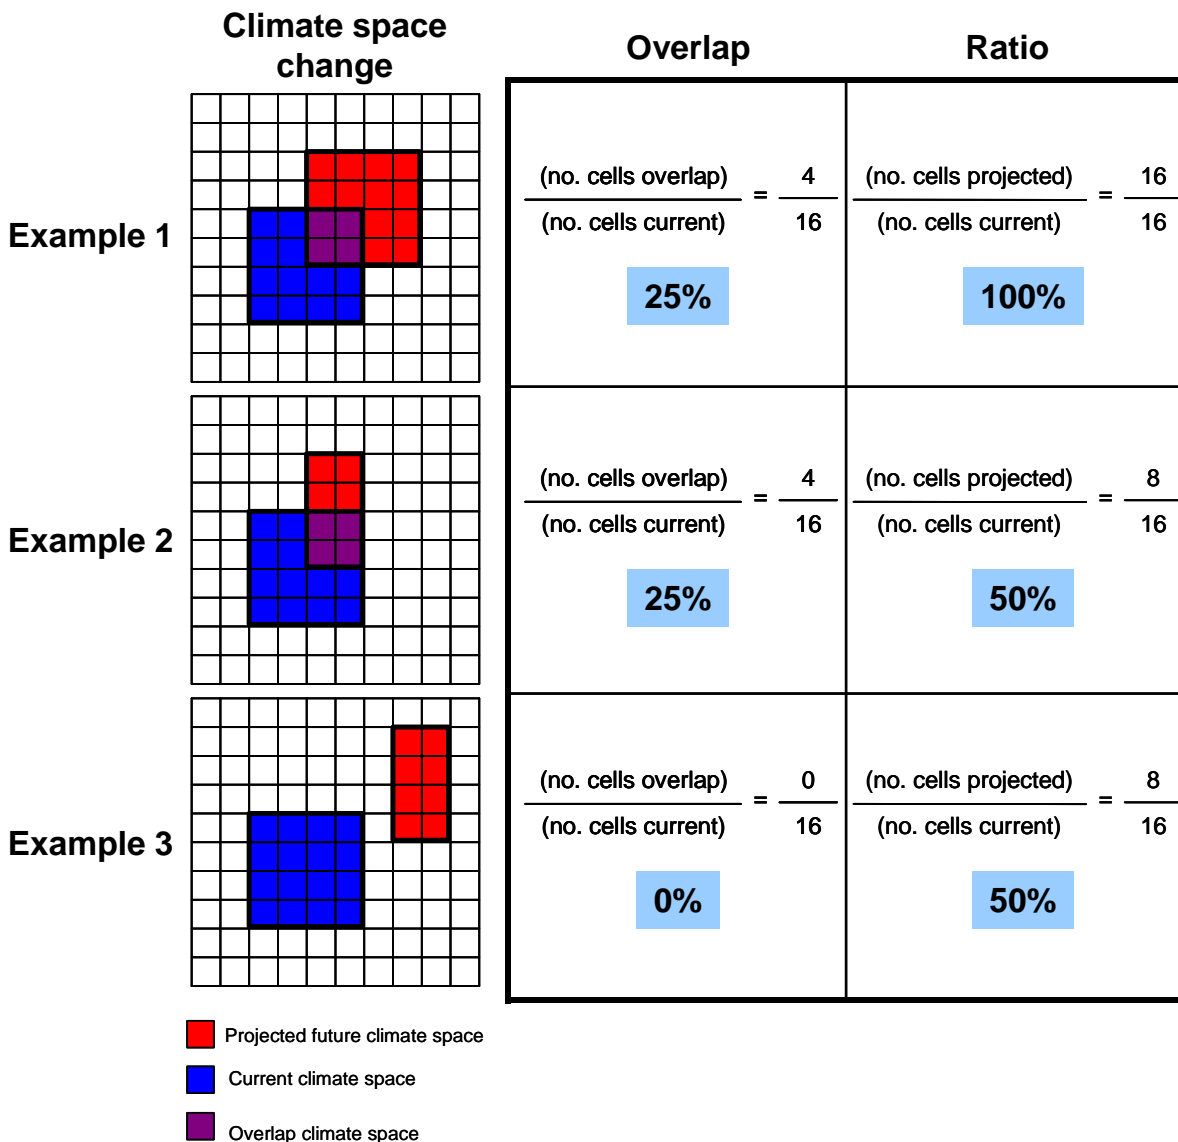 Climate space
change
Overlap
Ratio
Example 1
(no. cells overlap)
(no. cells current)
=
4
16
25%
(no. cells projected)
(no. cells current)
=
16
16
100%
Example 2
(no. cells overlap)
(no. cells current)
=
4
16
25%
(no. cells projected)
(no. cells current)
=
8
16
50%
Example 3
(no. cells overlap)
(no. cells current)
=
0
16
0%
(no. cells projected)
(no. cells current)
=
8
16
50%
Projected future climate space
Current climate space
Overlap climate space